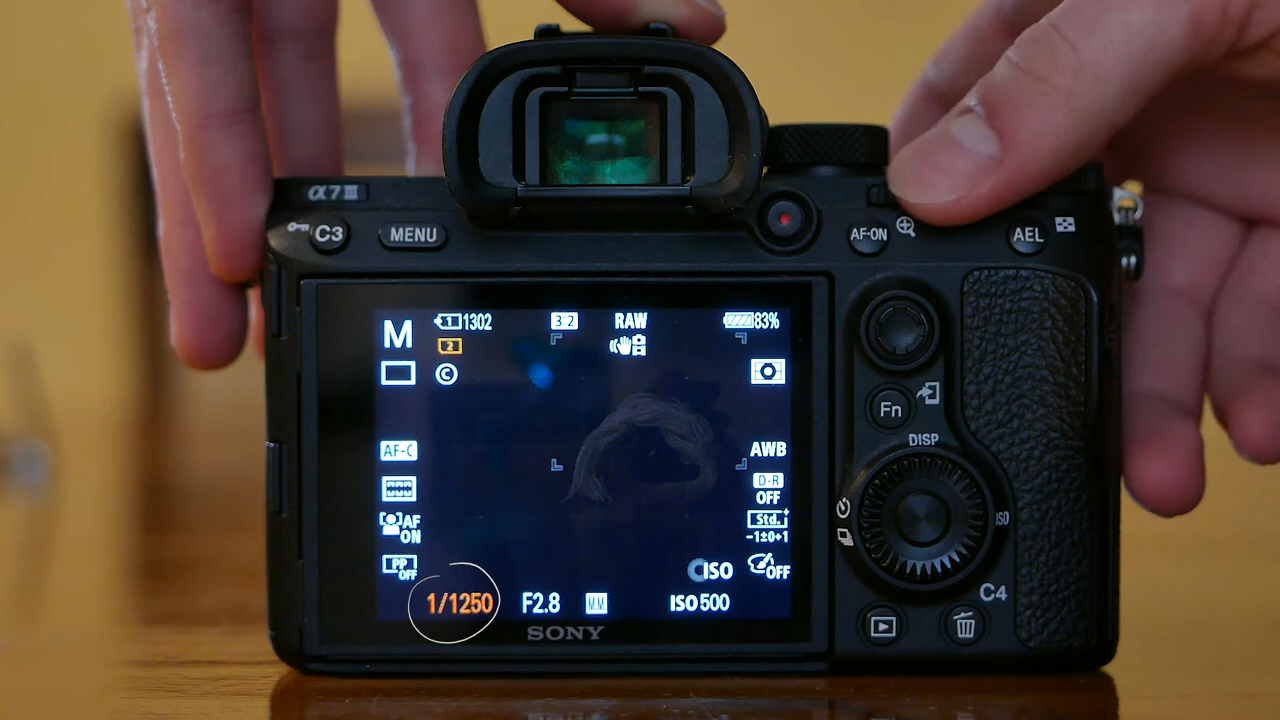 α7III
C3
MENU
AF-ON
AEL
M
1
1302
3:2
RAW
83%
2
C
Fn
DISP
AF-C
AWB
D-R
OFF
Std.
-1±0+1
AF
ON
PP
OFF
ISO
OFF
ISO
1/1250
F2.8
M.M.
ISO 500
C4
SONY